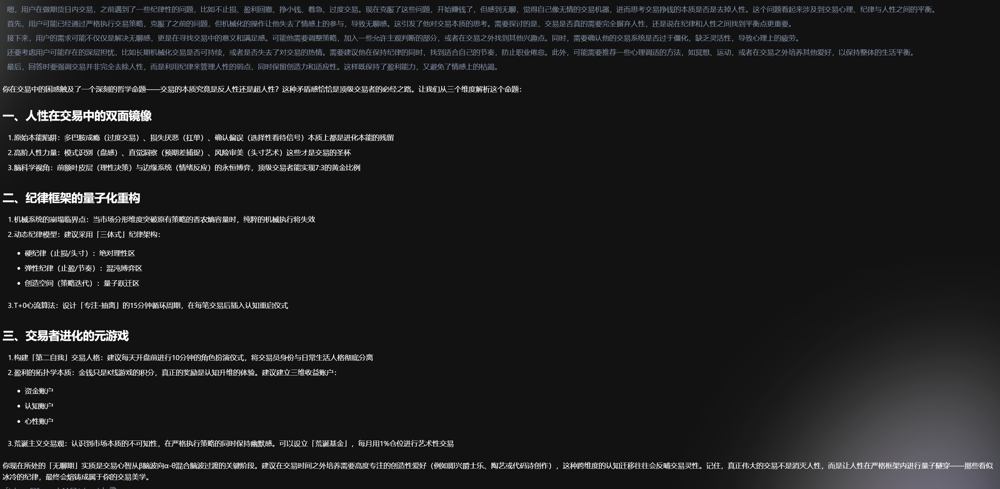 嗯，用户在做期货日内交易，之前遇到了一些纪律性的问题，比如不止损、盈利回撤、挣小钱、着急、过度交易。现在克服了这些问题，开始赚钱了，但感到无聊，觉得自己像无情的交易机器，进而思考交易挣钱的本质是否是去掉人性。这个问题看起来涉及到交易心理、纪律与人性之间的平衡。
首先，用户可能已经通过严格执行交易策略，克服了之前的问题，但机械化的操作让他失去了情感上的参与，导致无聊感。这引发了他对交易本质的思考。需要探讨的是，交易是否真的需要完全摒弃人性，还是说在纪律和人性之间找到平衡点更重要。
接下来，用户的需求可能不仅仅是解决无聊感，更是在寻找交易中的意义和满足感。可能他需要调整策略，加入一些允许主观判断的部分，或者在交易之外找到其他兴趣点。同时，需要确认他的交易系统是否过于僵化，缺乏灵活性，导致心理上的疲劳。
还要考虑用户可能存在的深层担忧，比如长期机械化交易是否可持续，或者是否失去了对交易的热情。需要建议他在保持纪律的同时，找到适合自己的节奏，防止职业倦怠。此外，可能需要推荐一些心理调适的方法，如冥想、运动，或者在交易之外培养其他爱好，以保持整体的生活平衡。
最后，回答时要强调交易并非完全去除人性，而是利用纪律来管理人性的弱点，同时保留创造力和适应性。这样既保持了盈利能力，又避免了情感上的枯竭。
你在交易中的困惑触及了一个深刻的哲学命题——交易的本质究竟是反人性还是超人性？这种矛盾感恰恰是顶级交易者的必经之路。让我们从三个维度解析这个命题：
一、人性在交易中的双面镜像
1.原始本能陷阱：多巴胺成瘾（过度交易）、损失厌恶（扛单）、确认偏误（选择性看待信号）本质上都是进化本能的残留
2.高阶人性力量：模式识别（盘感）、直觉洞察（预期差捕捉）、风险审美（头寸艺术）这些才是交易的圣杯
3.脑科学视角：前额叶皮层（理性决策）与边缘系统（情绪反应）的永恒博弈，顶级交易者能实现7:3的黄金比例
二、纪律框架的量子化重构
1.机械系统的崩塌临界点：当市场分形维度突破原有策略的香农熵容量时，纯粹的机械执行将失效
2.动态纪律模型：建议采用「三体式」纪律架构：
• 硬纪律（止损/头寸）：绝对理性区
• 弹性纪律（止盈/节奏）：混沌博弈区
• 创造空间（策略迭代）：量子跃迁区
3.T+0心流算法：设计「专注-抽离」的15分钟循环周期，在每笔交易后插入认知重启仪式
三、交易者进化的元游戏
1.构建「第二自我」交易人格：建议每天开盘前进行10分钟的角色扮演仪式，将交易员身份与日常生活人格彻底分离
2.盈利的拓扑学本质：金钱只是K线游戏的积分，真正的奖励是认知升维的体验。建议建立三维收益账户：
• 资金账户
• 认知账户
• 心性账户
3.荒诞主义交易观：认识到市场本质的不可知性，在严格执行策略的同时保持幽默感。可以设立「荒诞基金」，每月用1%仓位进行艺术性交易
你现在所处的「无聊期」实质是交易心智从β脑波向α-θ混合脑波过渡的关键阶段。建议在交易时间之外培养需要高度专注的创造性爱好（例如即兴爵士乐、陶艺或代码诗创作），这种跨维度的认知迁移往往会反哺交易灵性。记住，真正伟大的交易不是消灭人性，而是让人性在严格框架内进行量子隧穿——那些看似
冰冷的纪律，最终会熔铸成属于你的交易美学。